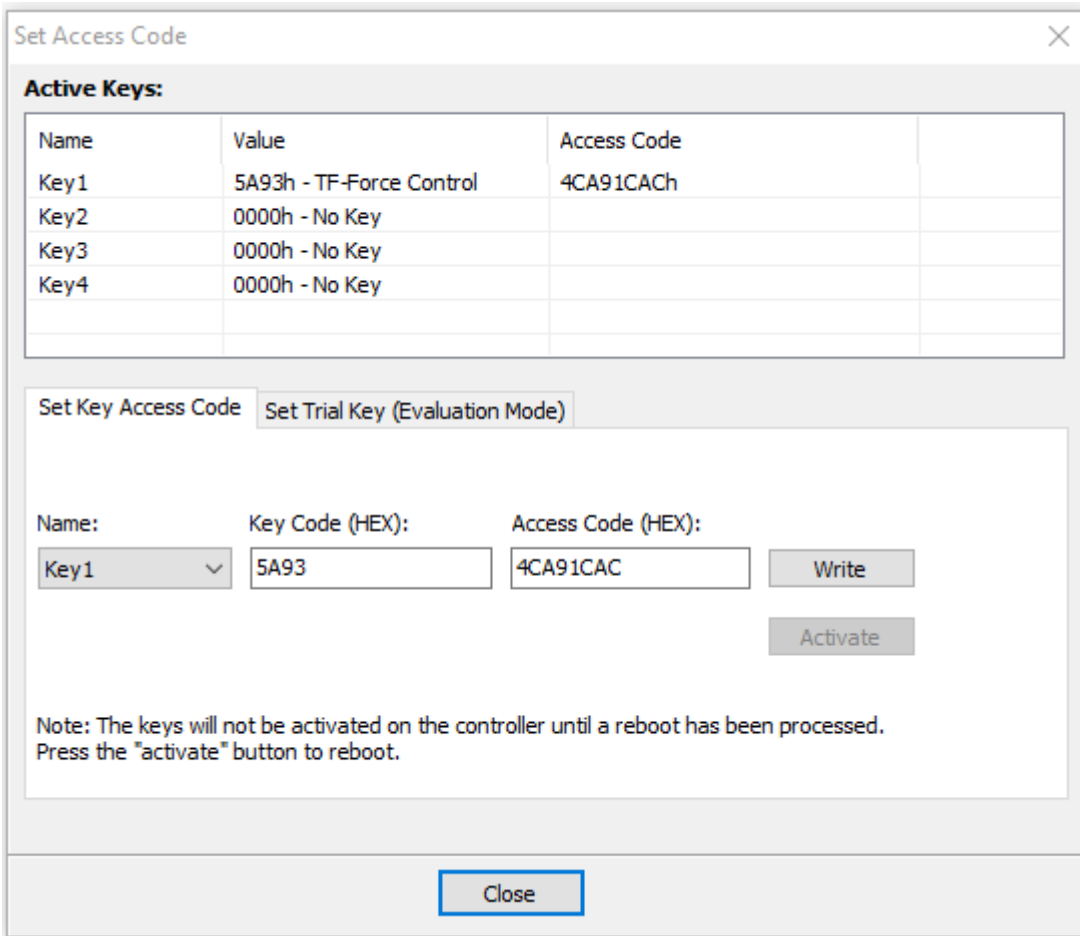 Set Access Code
Active Keys:
Name Value Access Code
Key1 5A93h - TF-Force Control 4CA91CACh
Key2 0000h - No Key
Key3 0000h - No Key
Key4 0000h - No Key
Set Key Access Code Set Trial Key (Evaluation Mode)
Name: Key Code (HEX): Access Code (HEX):
Key1 5A93 4CA91CAC Write
Activate
Note: The keys will not be activated on the controller until a reboot has been processed.
Press the "activate" button to reboot.
Close